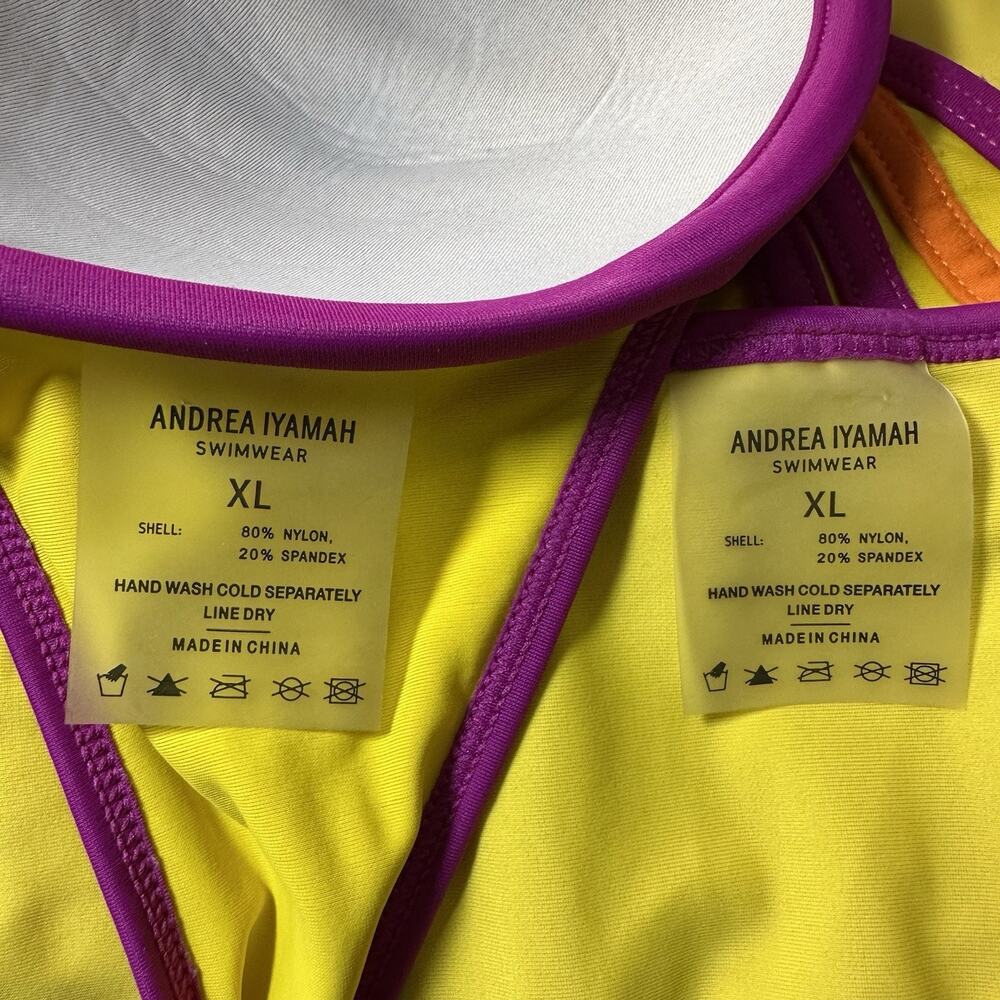 ANDREA IYAMAH
SWIMWEAR
XL
SHELL: 80% NYLON,
20% SPANDEX
HAND WASH COLD SEPARATELY
LINE DRY
MADE IN CHINA
ANDREA IYAMAH
SWIMWEAR
XL
SHELL: 80% NYLON,
20% SPANDEX
HAND WASH COLD SEPARATELY
LINE DRY
MADE IN CHINA